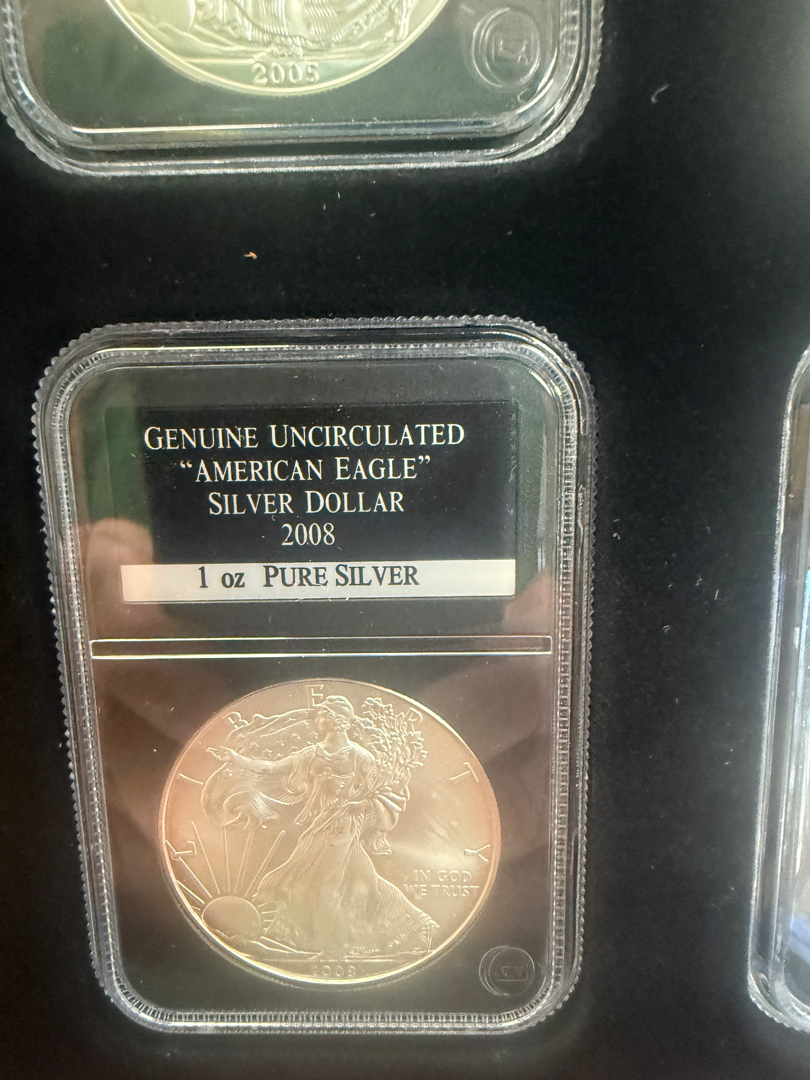 2005
GENUINE UNCIRCULATED
“AMERICAN EAGLE”
SILVER DOLLAR
2008
1 oz PURE SILVER
LIBERTY
IN GOD
WE TRUST
2008